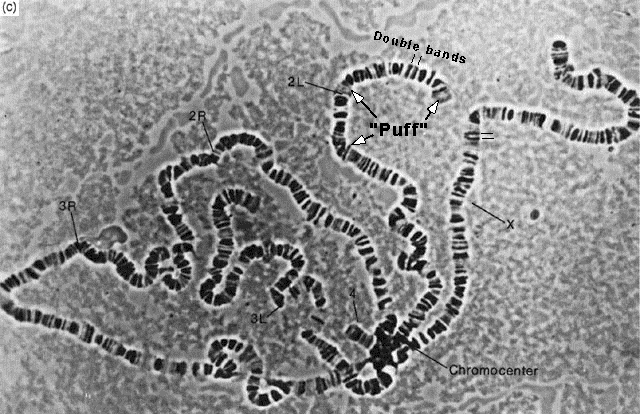 (c)
Double bands
2L
2R
"Puff"
3R
X
3L
4
Chromocenter